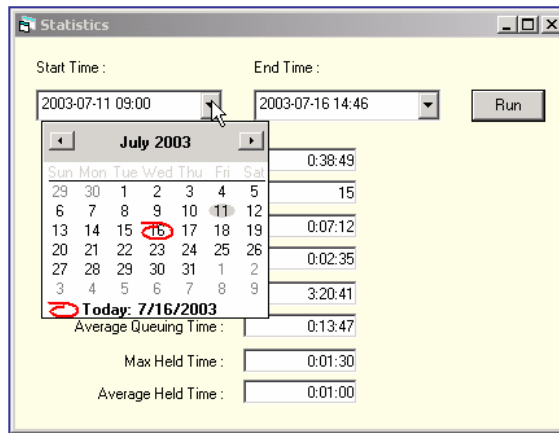 Statistics
Start Time : End Time :
2003-07-11 09:00 2003-07-16 14:46 Run
July 2003
Sun Mon Tue Wed Thu Fri Sat
0:38:49
29 30 1 2 3 4 5
15
6 7 8 9 10 11 12
13 14 15 16 17 18 19
0:07:12
20 21 22 23 24 25 26
0:02:35
27 28 29 30 31 1 2
3 4 5 6 7 8 9
3:20:41
Today: 7/16/2003
Average Queuing Time : 0:13:47
Max Held Time : 0:01:30
Average Held Time : 0:01:00